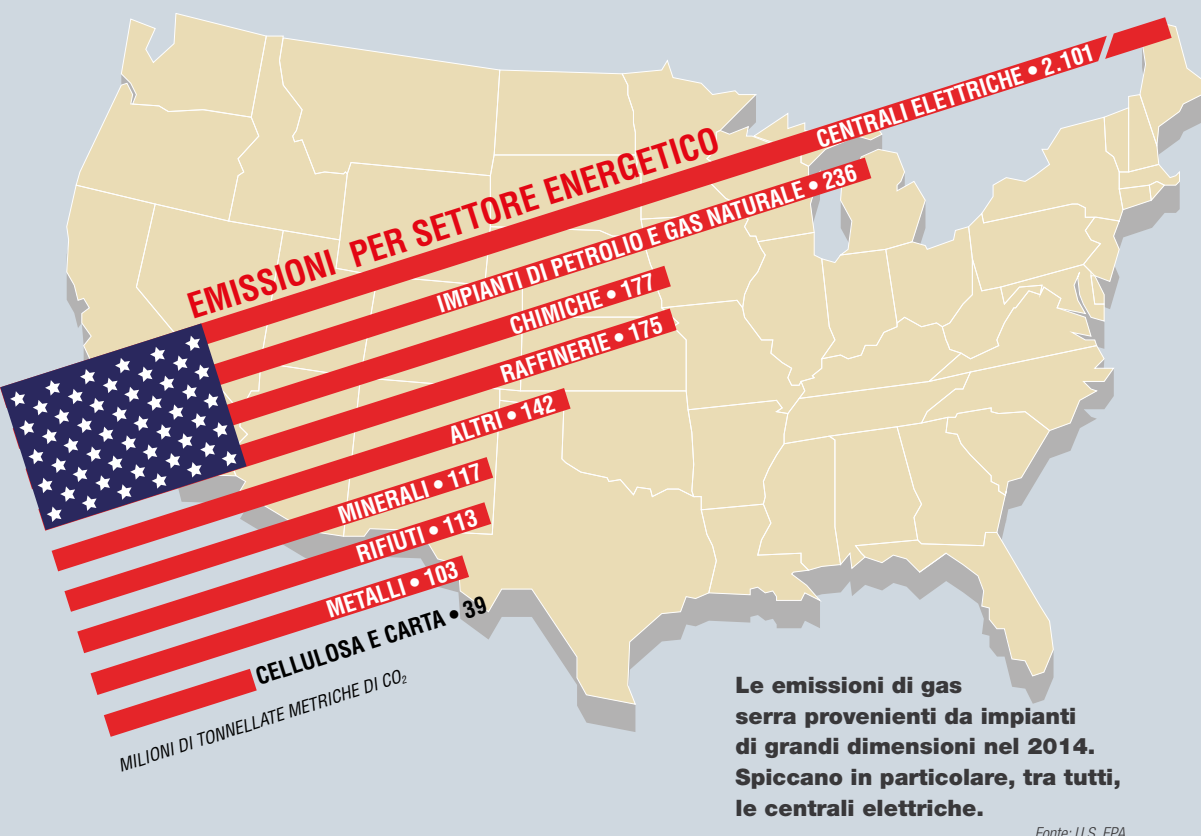 EMISSIONI PER SETTORE ENERGETICO
CENTRALI ELETTRICHE • 2.101
IMPIANTI DI PETROLIO E GAS NATURALE • 236
CHIMICHE • 177
RAFFINERIE • 175
ALTRI • 142
MINERALI • 117
RIFIUTI • 113
METALLI • 103
CELLULOSA E CARTA • 39
MILIONI DI TONNELLATE METRICHE DI CO₂
Le emissioni di gas
serra provenienti da impianti
di grandi dimensioni nel 2014.
Spiccano in particolare, tra tutti,
le centrali elettriche.
Fonte: U.S. EPA